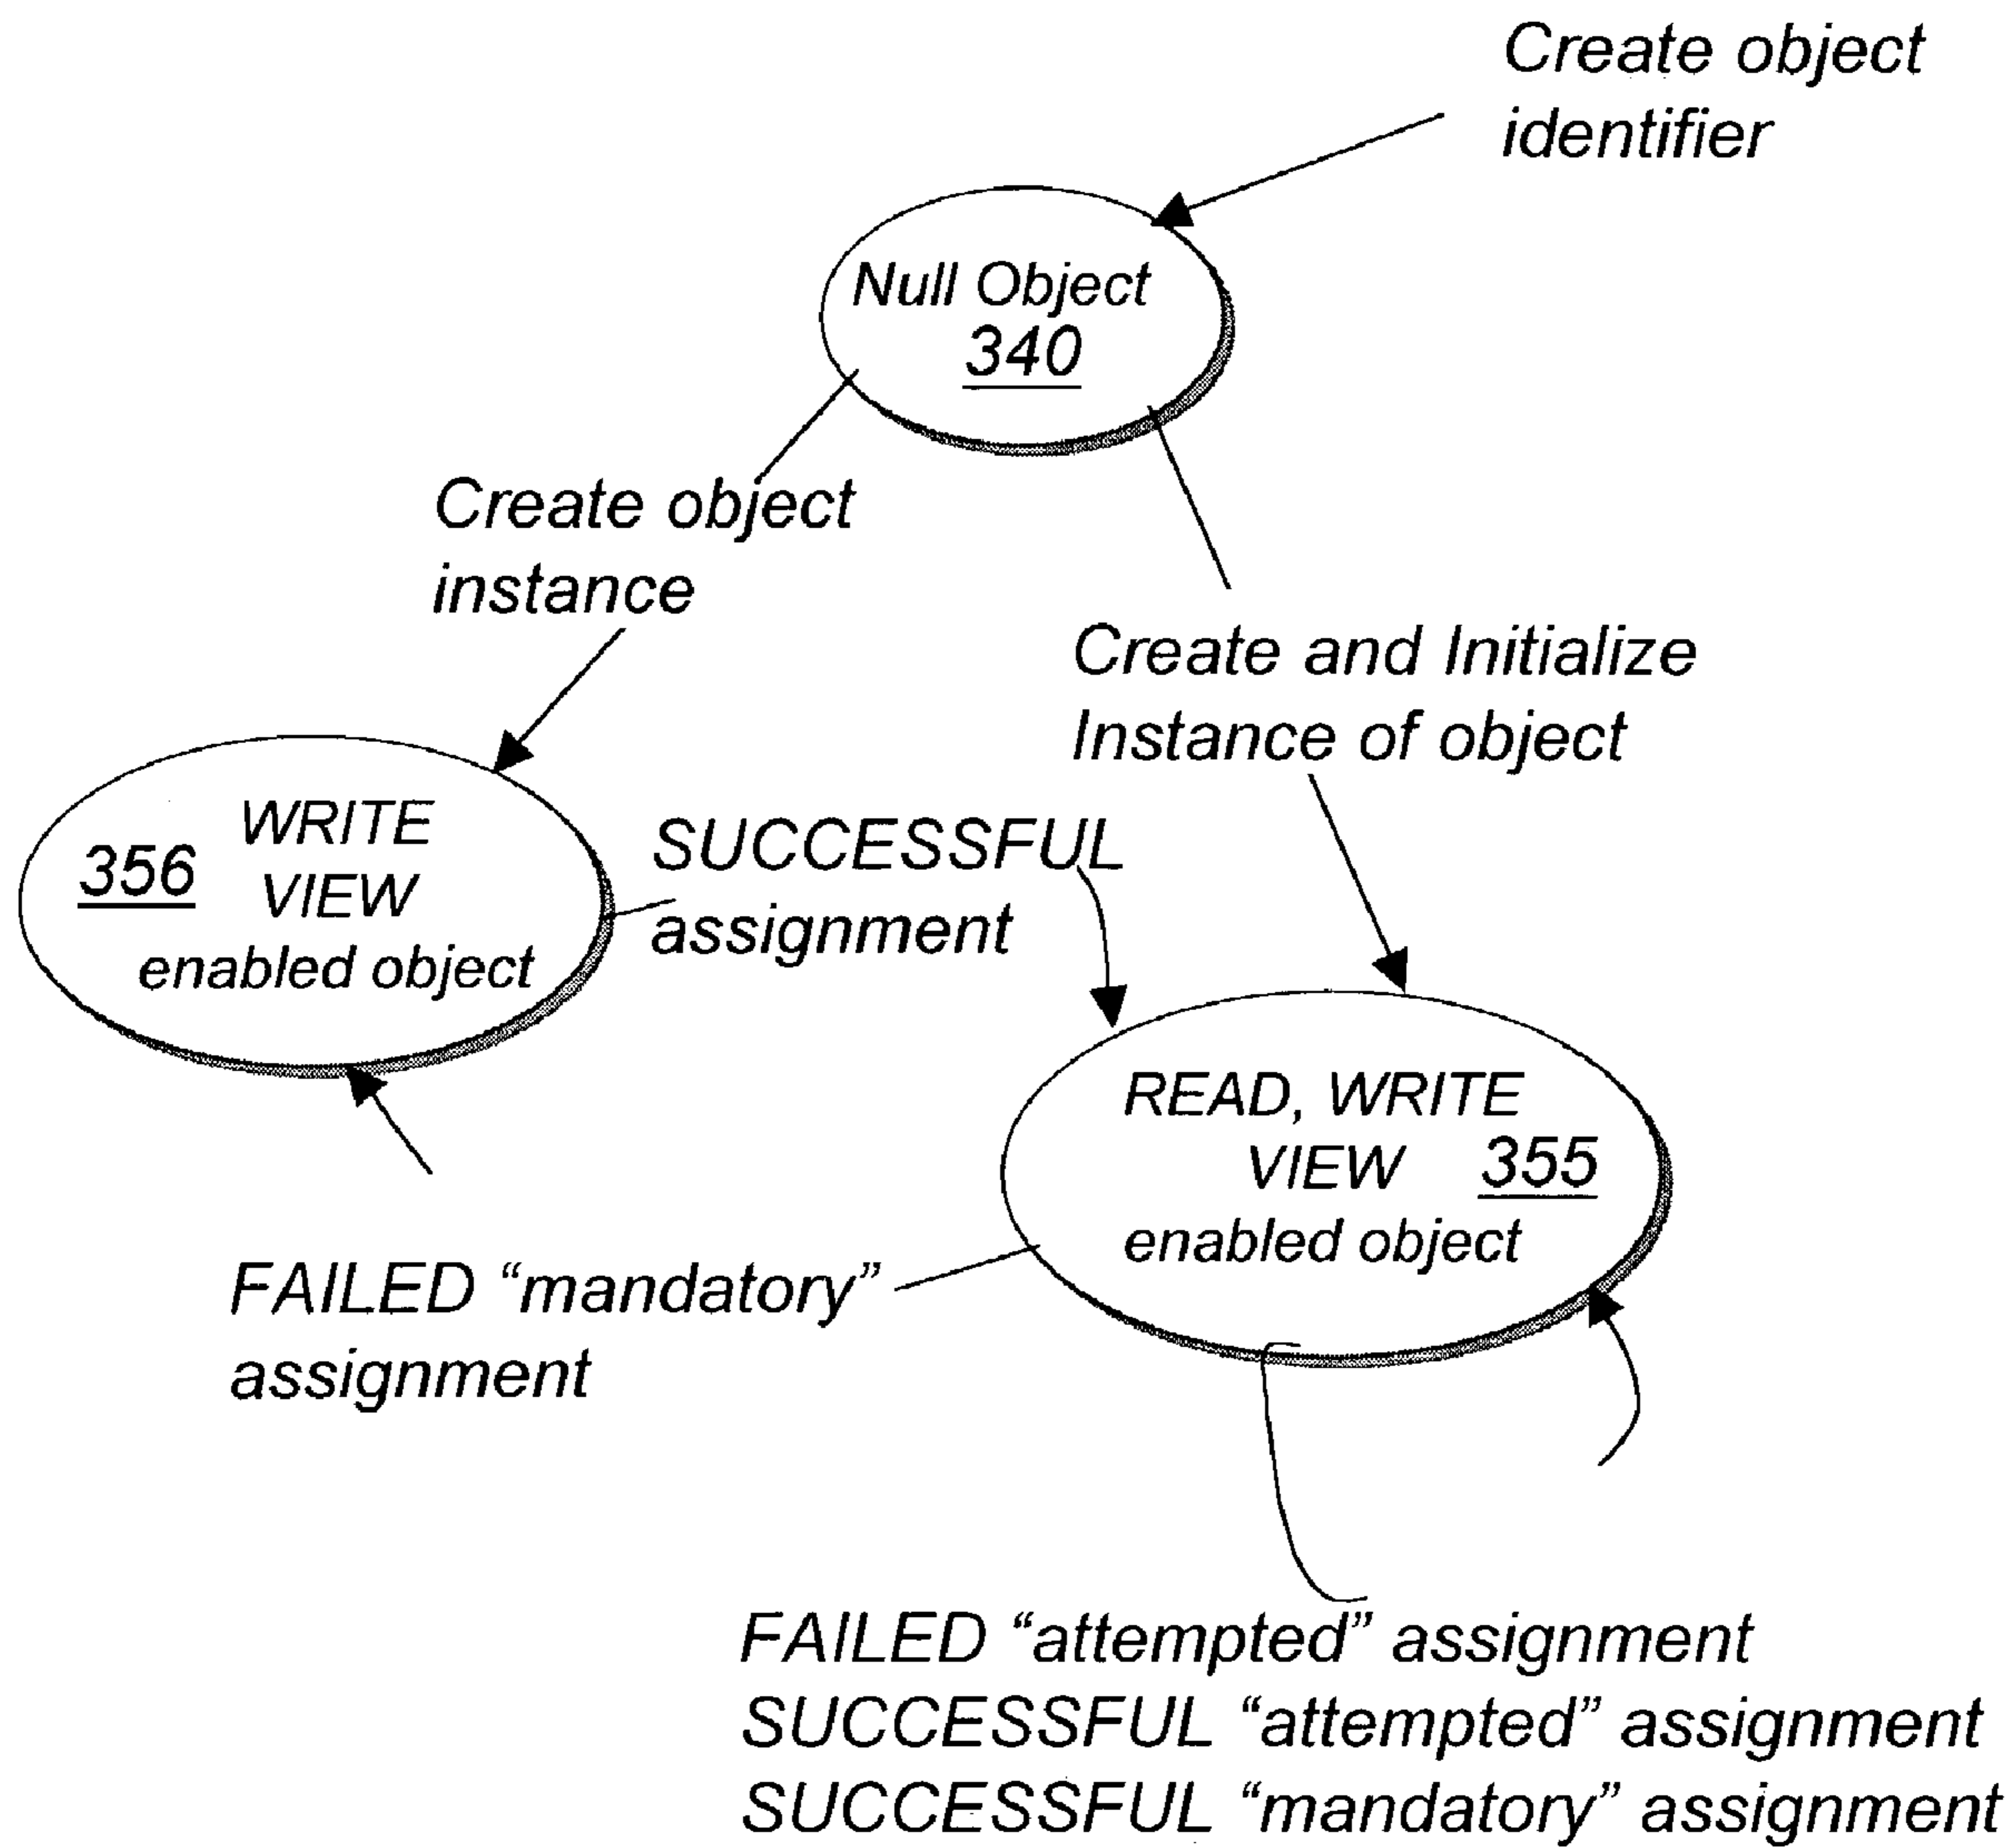 Create object
identifier
Null Object
340
Create object
instance
Create and Initialize
Instance of object
WRITE
356 VIEW
enabled object
SUCCESSFUL
assignment
READ, WRITE
VIEW 355
enabled object
FAILED “mandatory”
assignment
FAILED “attempted” assignment
SUCCESSFUL “attempted” assignment
SUCCESSFUL “mandatory” assignment